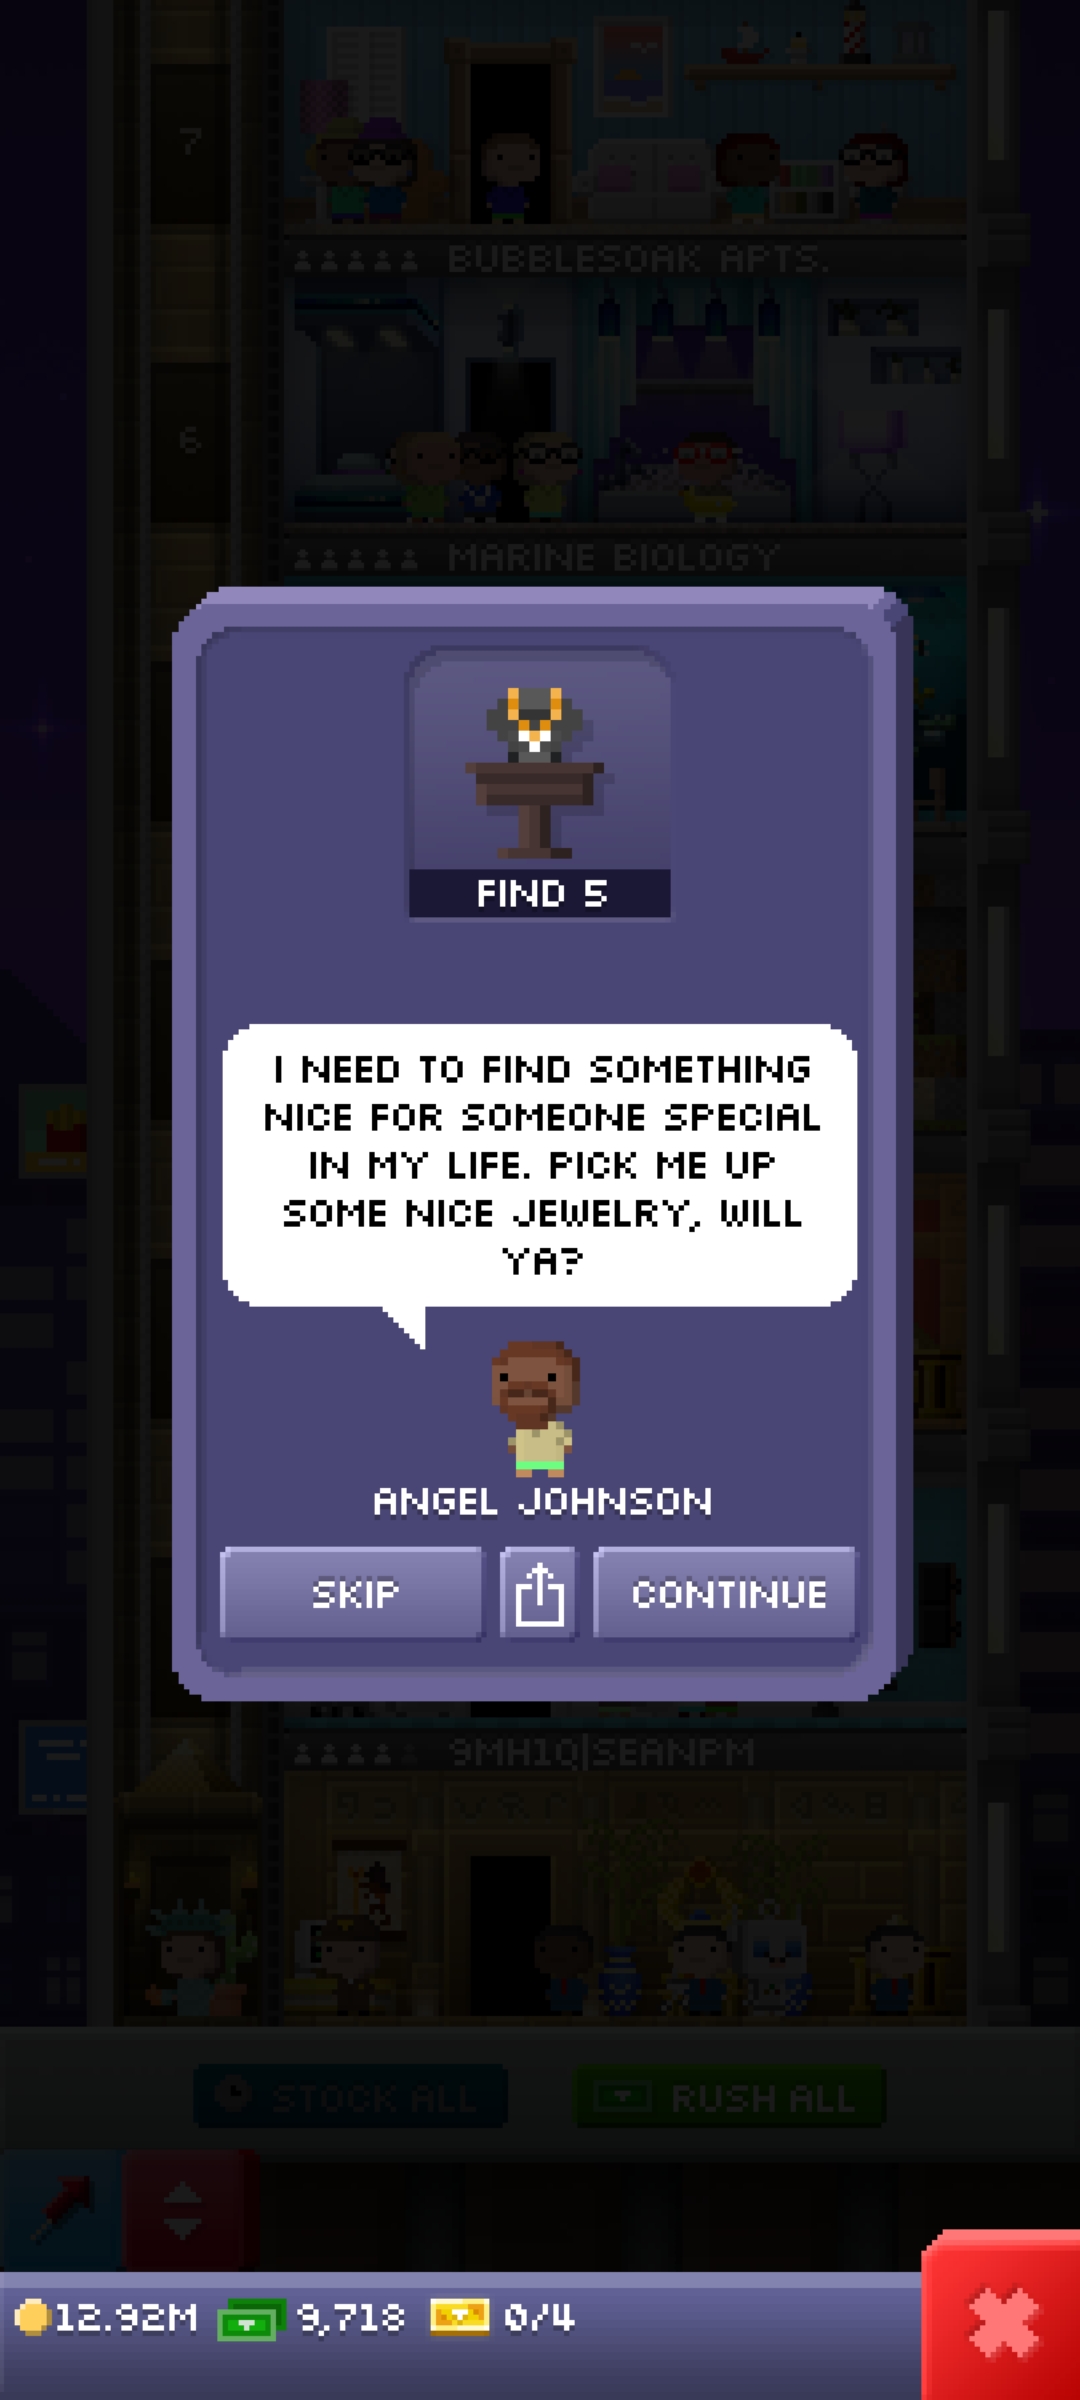 7
BUBBLESOAK APTS.
6
MARINE BIOLOGY
FIND 5
I NEED TO FIND SOMETHING
NICE FOR SOMEONE SPECIAL
IN MY LIFE. PICK ME UP
SOME NICE JEWELRY, WILL
YA?
ANGEL JOHNSON
SKIP
CONTINUE
9MH1Q|SEANPM
STOCK ALL
RUSH ALL
12.92M
9,718
0/4